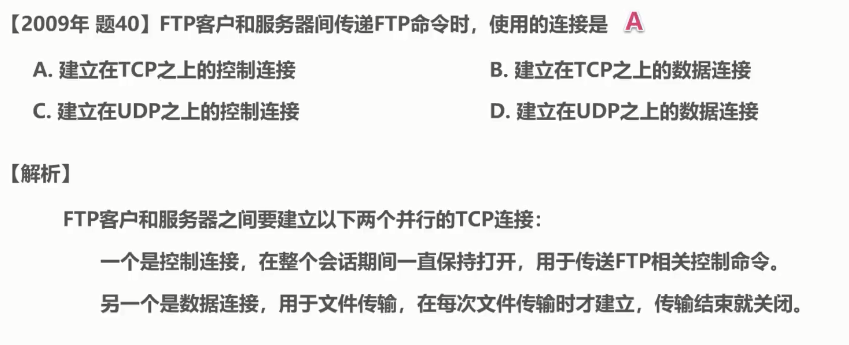 【2009年 题40】FTP客户和服务器间传递FTP命令时，使用的连接是 A
A. 建立在TCP之上的控制连接 B. 建立在TCP之上的数据连接
C. 建立在UDP之上的控制连接 D. 建立在UDP之上的数据连接
【解析】
FTP客户和服务器之间要建立以下两个并行的TCP连接：
一个是控制连接，在整个会话期间一直保持打开，用于传送FTP相关控制命令。
另一个是数据连接，用于文件传输，在每次文件传输时才建立，传输结束就关闭。